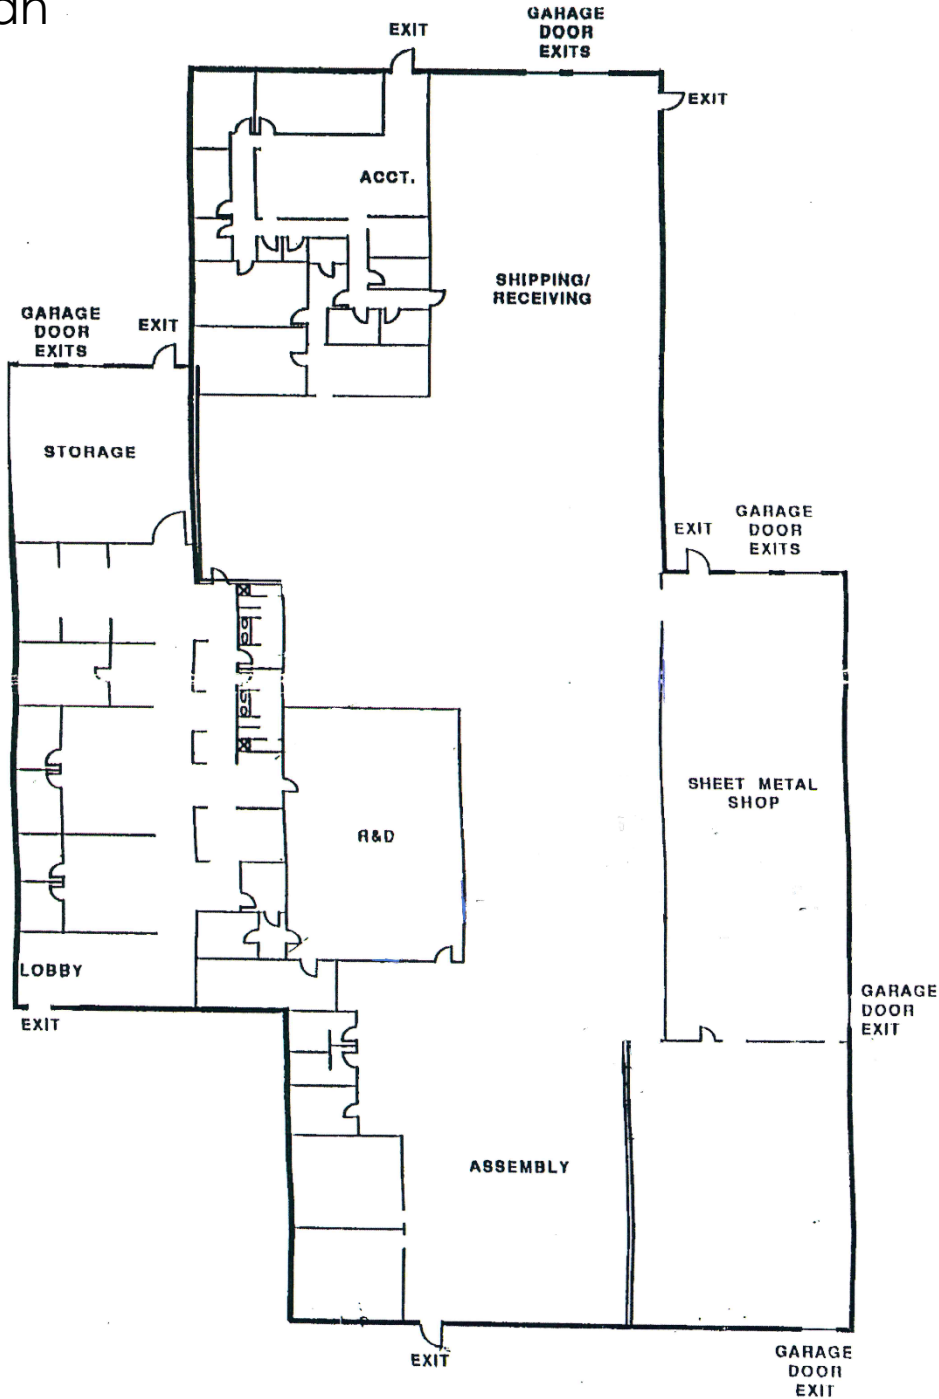 an
EXIT
GARAGE
DOOR
EXITS
EXIT
ACCT.
SHIPPING/
RECEIVING
GARAGE
DOOR
EXITS
EXIT
STORAGE
EXIT
GARAGE
DOOR
EXITS
SHEET METAL
SHOP
R&D
LOBBY
EXIT
GARAGE
DOOR
EXIT
ASSEMBLY
EXIT
GARAGE
DOOR
EXIT